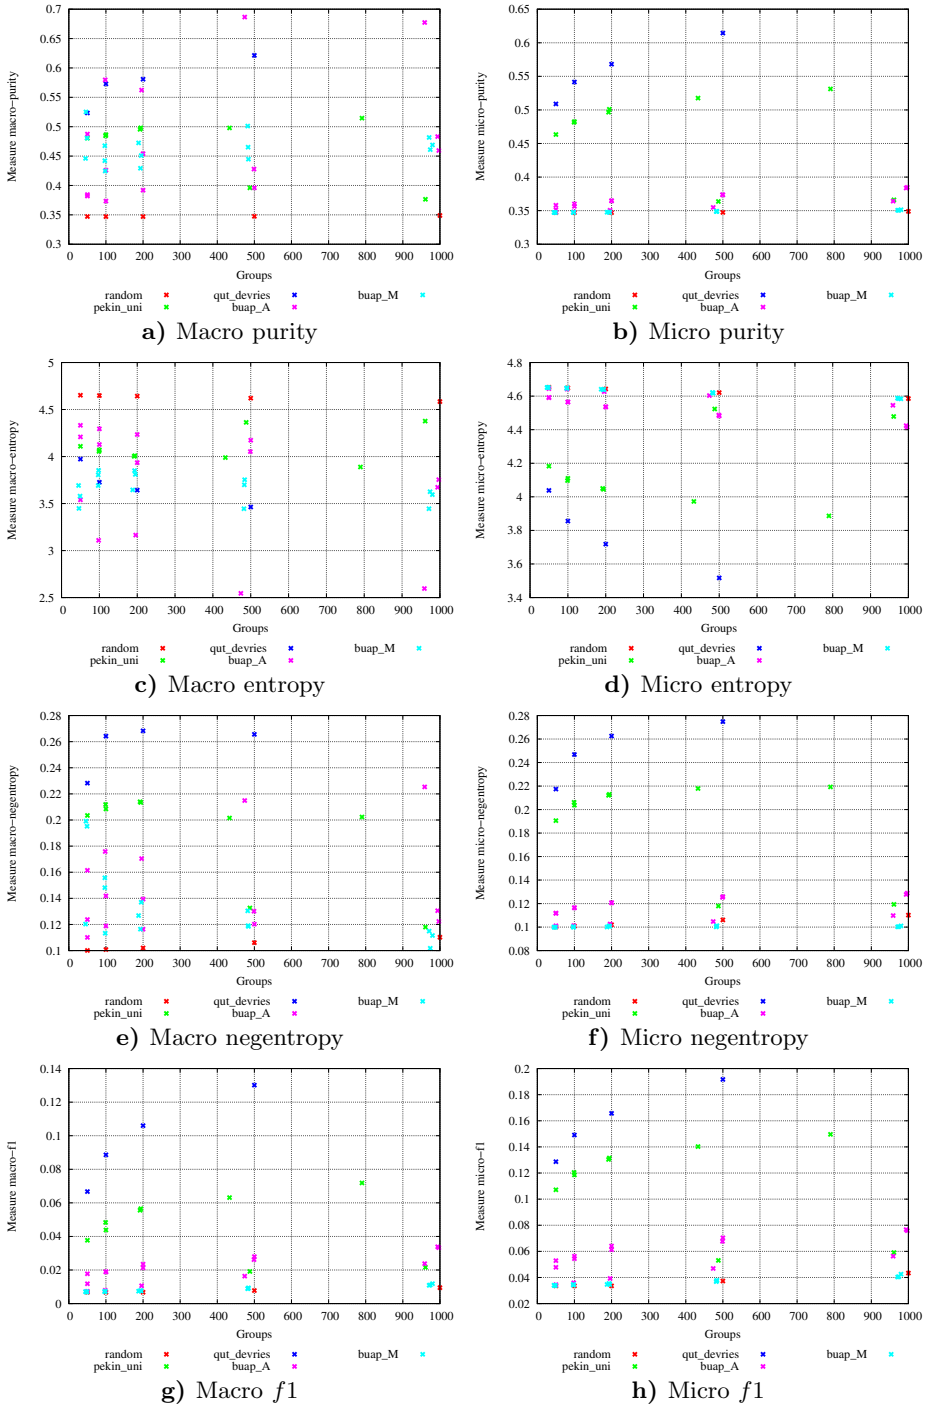 0.7
0.65
0.6
0.55
0.5
0.45
0.4
0.35
0.3
Measure macro-purity
0 100 200 300 400 500 600 700 800 900 1000
Groups
random qut_devries buap_M
pekin_uni buap_A
a) Macro purity
0.65
0.6
0.55
0.5
0.45
0.4
0.35
0.3
Measure micro-purity
0 100 200 300 400 500 600 700 800 900 1000
Groups
random qut_devries buap_M
pekin_uni buap_A
b) Micro purity
5
4.5
4
3.5
3
2.5
Measure macro-entropy
0 100 200 300 400 500 600 700 800 900 1000
Groups
random qut_devries buap_M
pekin_uni buap_A
c) Macro entropy
4.8
4.6
4.4
4.2
4
3.8
3.6
3.4
Measure micro-entropy
0 100 200 300 400 500 600 700 800 900 1000
Groups
random qut_devries buap_M
pekin_uni buap_A
d) Micro entropy
0.28
0.26
0.24
0.22
0.2
0.18
0.16
0.14
0.12
0.1
Measure macro-negentropy
0 100 200 300 400 500 600 700 800 900 1000
Groups
random qut_devries buap_M
pekin_uni buap_A
e) Macro negentropy
0.28
0.26
0.24
0.22
0.2
0.18
0.16
0.14
0.12
0.1
0.08
Measure micro-negentropy
0 100 200 300 400 500 600 700 800 900 1000
Groups
random qut_devries buap_M
pekin_uni buap_A
f) Micro negentropy
0.14
0.12
0.1
0.08
0.06
0.04
0.02
0
Measure macro-f1
0 100 200 300 400 500 600 700 800 900 1000
Groups
random qut_devries buap_M
pekin_uni buap_A
g) Macro f1
0.2
0.18
0.16
0.14
0.12
0.1
0.08
0.06
0.04
0.02
Measure micro-f1
0 100 200 300 400 500 600 700 800 900 1000
Groups
random qut_devries buap_M
pekin_uni buap_A
h) Micro f1